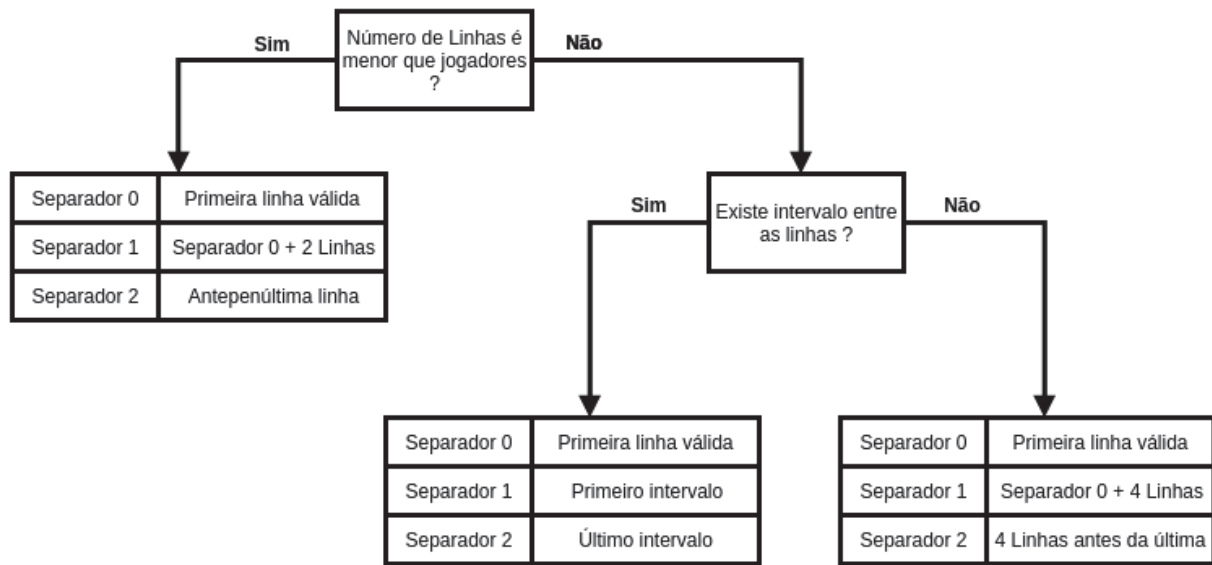 Número de Linhas é
menor que jogadores
?
Sim
Não
Separador 0 Primeira linha válida
Separador 1 Separador 0 + 2 Linhas
Separador 2 Antepenúltima linha
Existe intervalo entre
as linhas ?
Sim
Não
Separador 0 Primeira linha válida
Separador 1 Primeiro intervalo
Separador 2 Último intervalo
Separador 0 Primeira linha válida
Separador 1 Separador 0 + 4 Linhas
Separador 2 4 Linhas antes da última